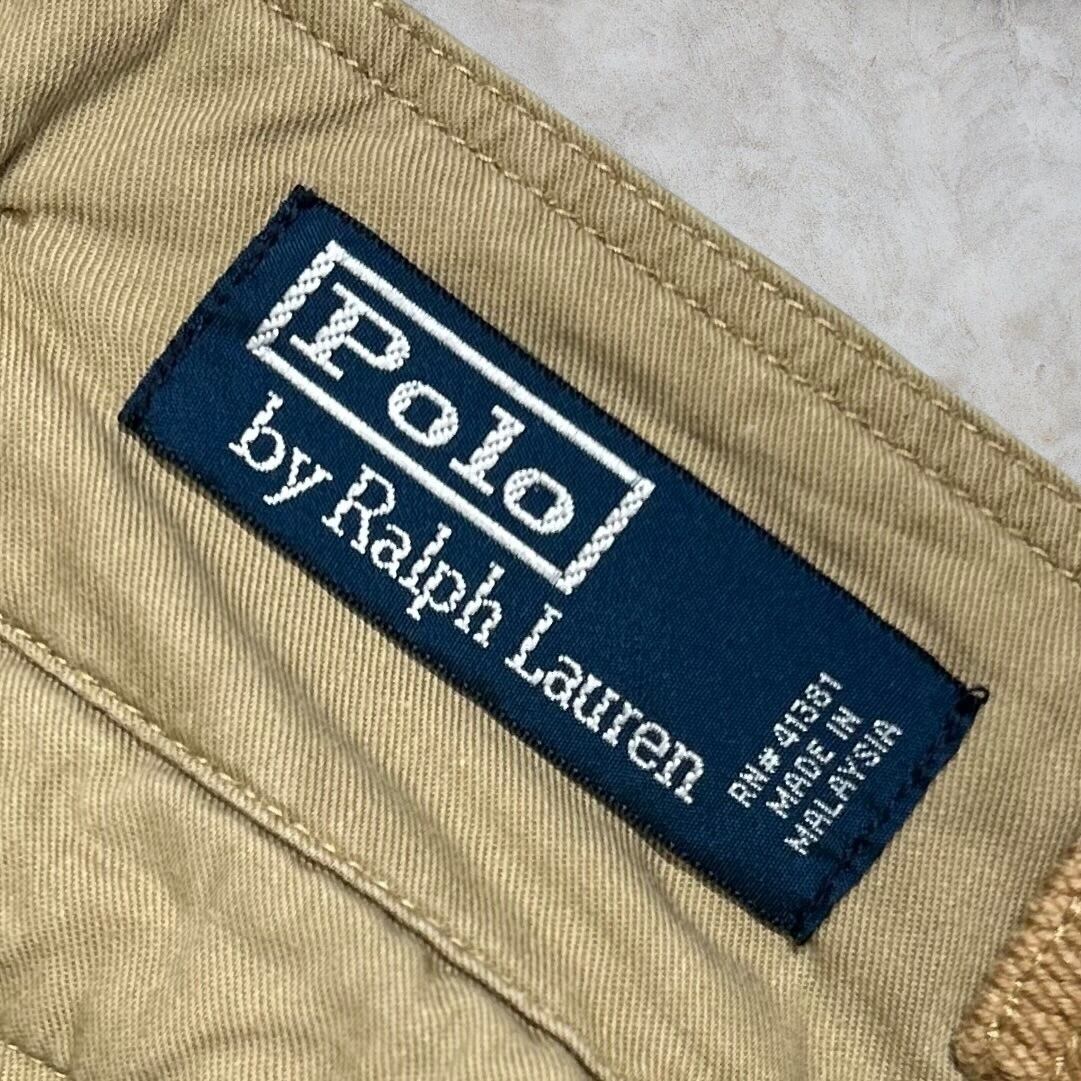 Polo
by Ralph Lauren
RN# 41381
MADE IN
MALAYSIA